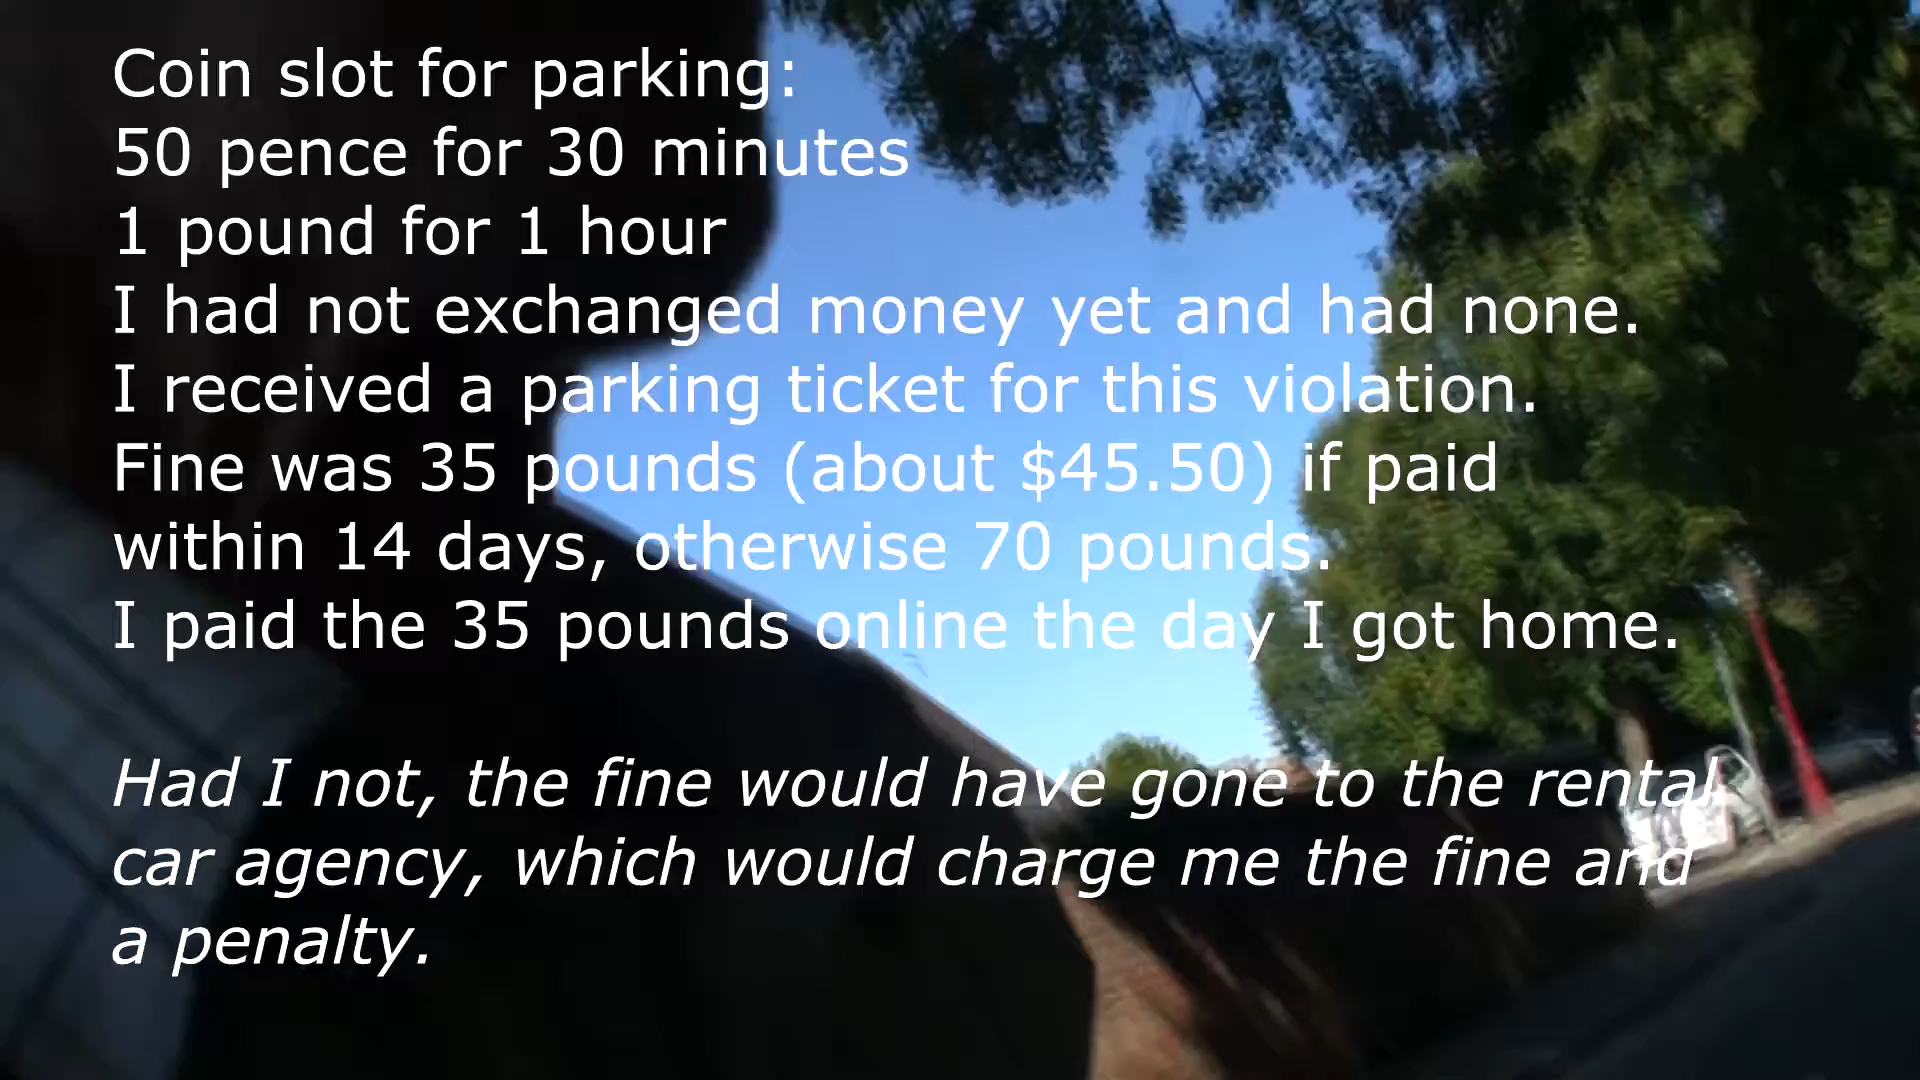 Coin slot for parking:
50 pence for 30 minutes
1 pound for 1 hour
I had not exchanged money yet and had none.
I received a parking ticket for this violation.
Fine was 35 pounds (about $45.50) if paid
within 14 days, otherwise 70 pounds.
I paid the 35 pounds online the day I got home.
Had I not, the fine would have gone to the rental
car agency, which would charge me the fine and
a penalty.